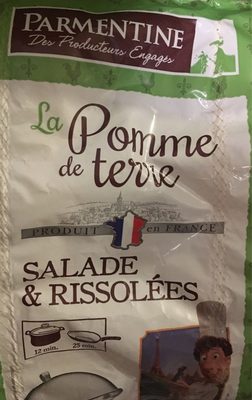 PARMENTINE
Des Producteurs Engagés
La Pomme
de terre
PRODUIT en FRANCE
SALADE
& RISSOLÉES
12 min. 25 min.